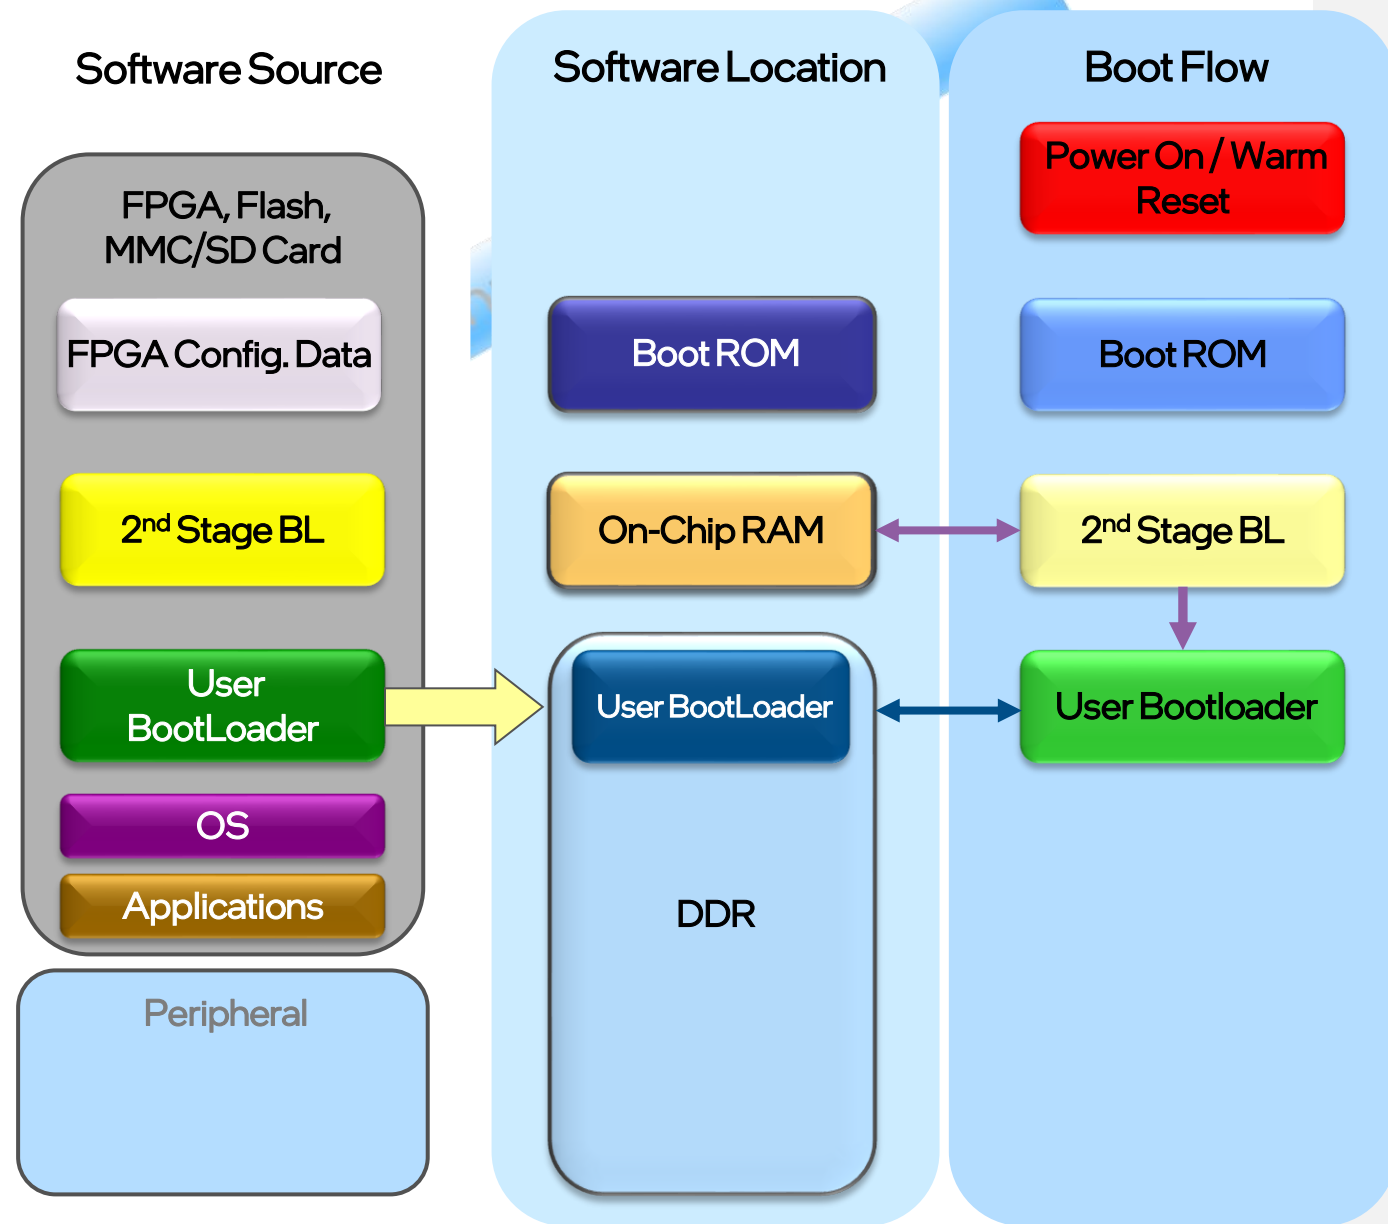 Software Source
FPGA, Flash,
MMC/SD Card
FPGA Config. Data
2nd Stage BL
User
BootLoader
OS
Applications
Peripheral
Software Location
Boot ROM
On-Chip RAM
User BootLoader
DDR
Boot Flow
Power On / Warm
Reset
Boot ROM
2nd Stage BL
User Bootloader